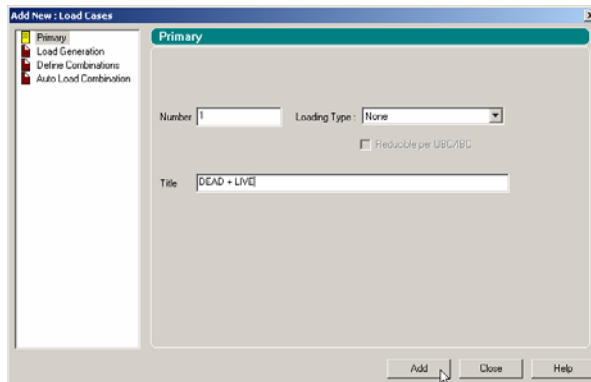 Add New : Load Cases
Primary
Load Generation
Define Combinations
Auto Load Combination
Primary
Number 1 Loading Type : None
Reducible per UBC/IBC
Title DEAD + LIVE
Add Close Help